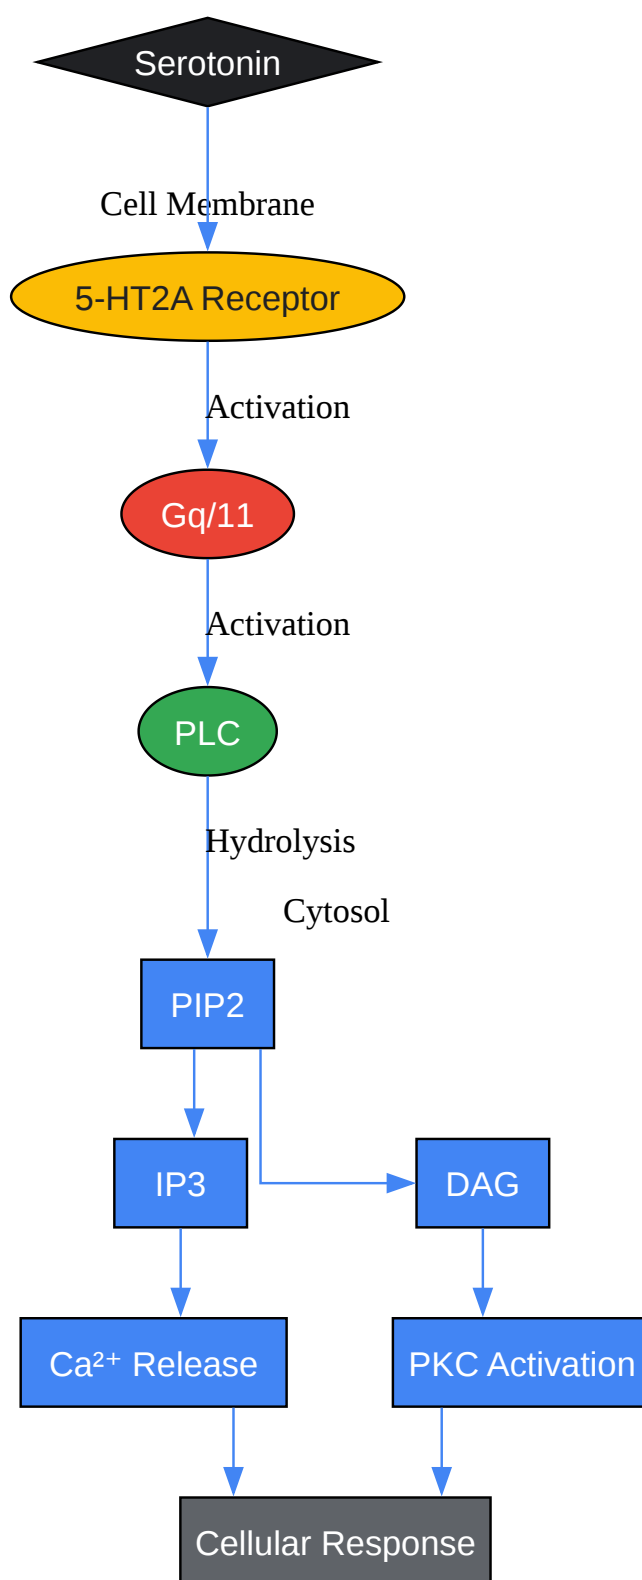 Serotonin
Cell Membrane
5-HT2A Receptor
Activation
Gq/11
Activation
PLC
Hydrolysis
Cytosol
PIP2
IP3
DAG
Ca²⁺ Release
PKC Activation
Cellular Response